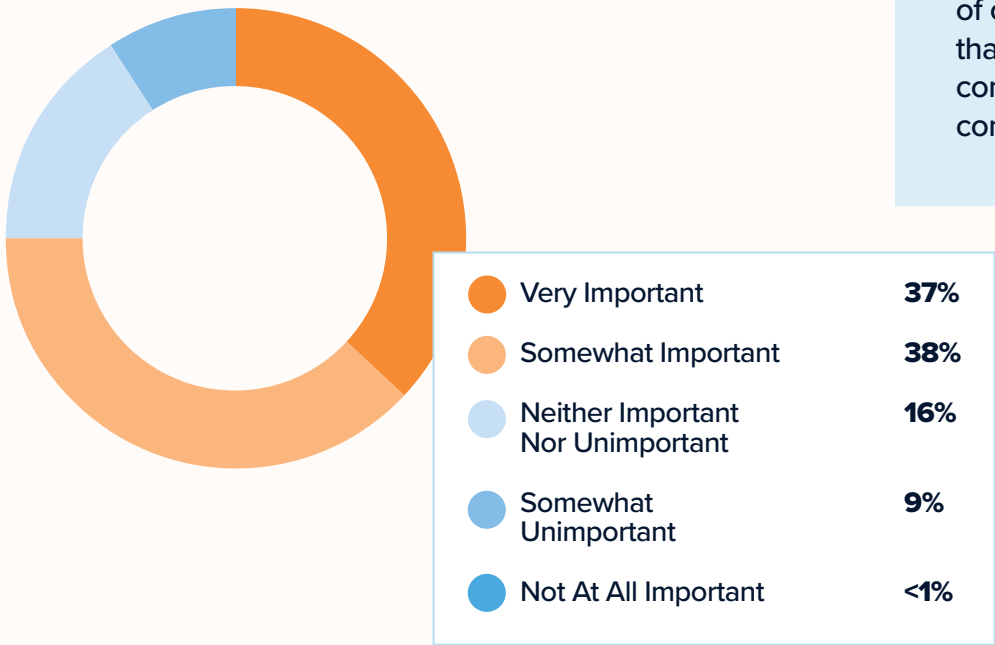 of
Very Important 37%
Somewhat Important 38%
Neither Important 16%
Nor Unimportant
Somewhat 9%
Unimportant
Not At All Important <1%